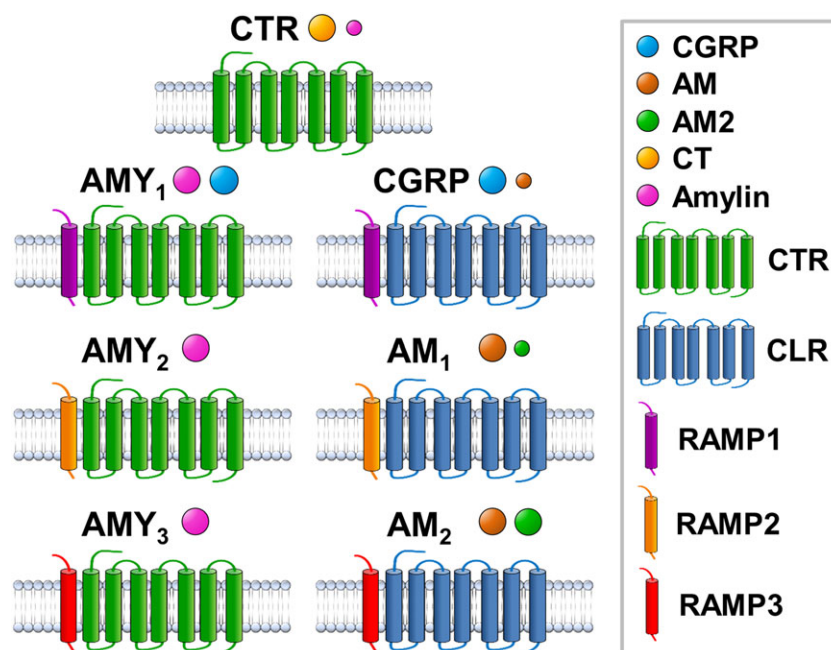 CTR
AMY₁
CGRP
AMY₂
AM₁
AMY₃
AM₂
CGRP
AM
AM2
CT
Amylin
CTR
CLR
RAMP1
RAMP2
RAMP3